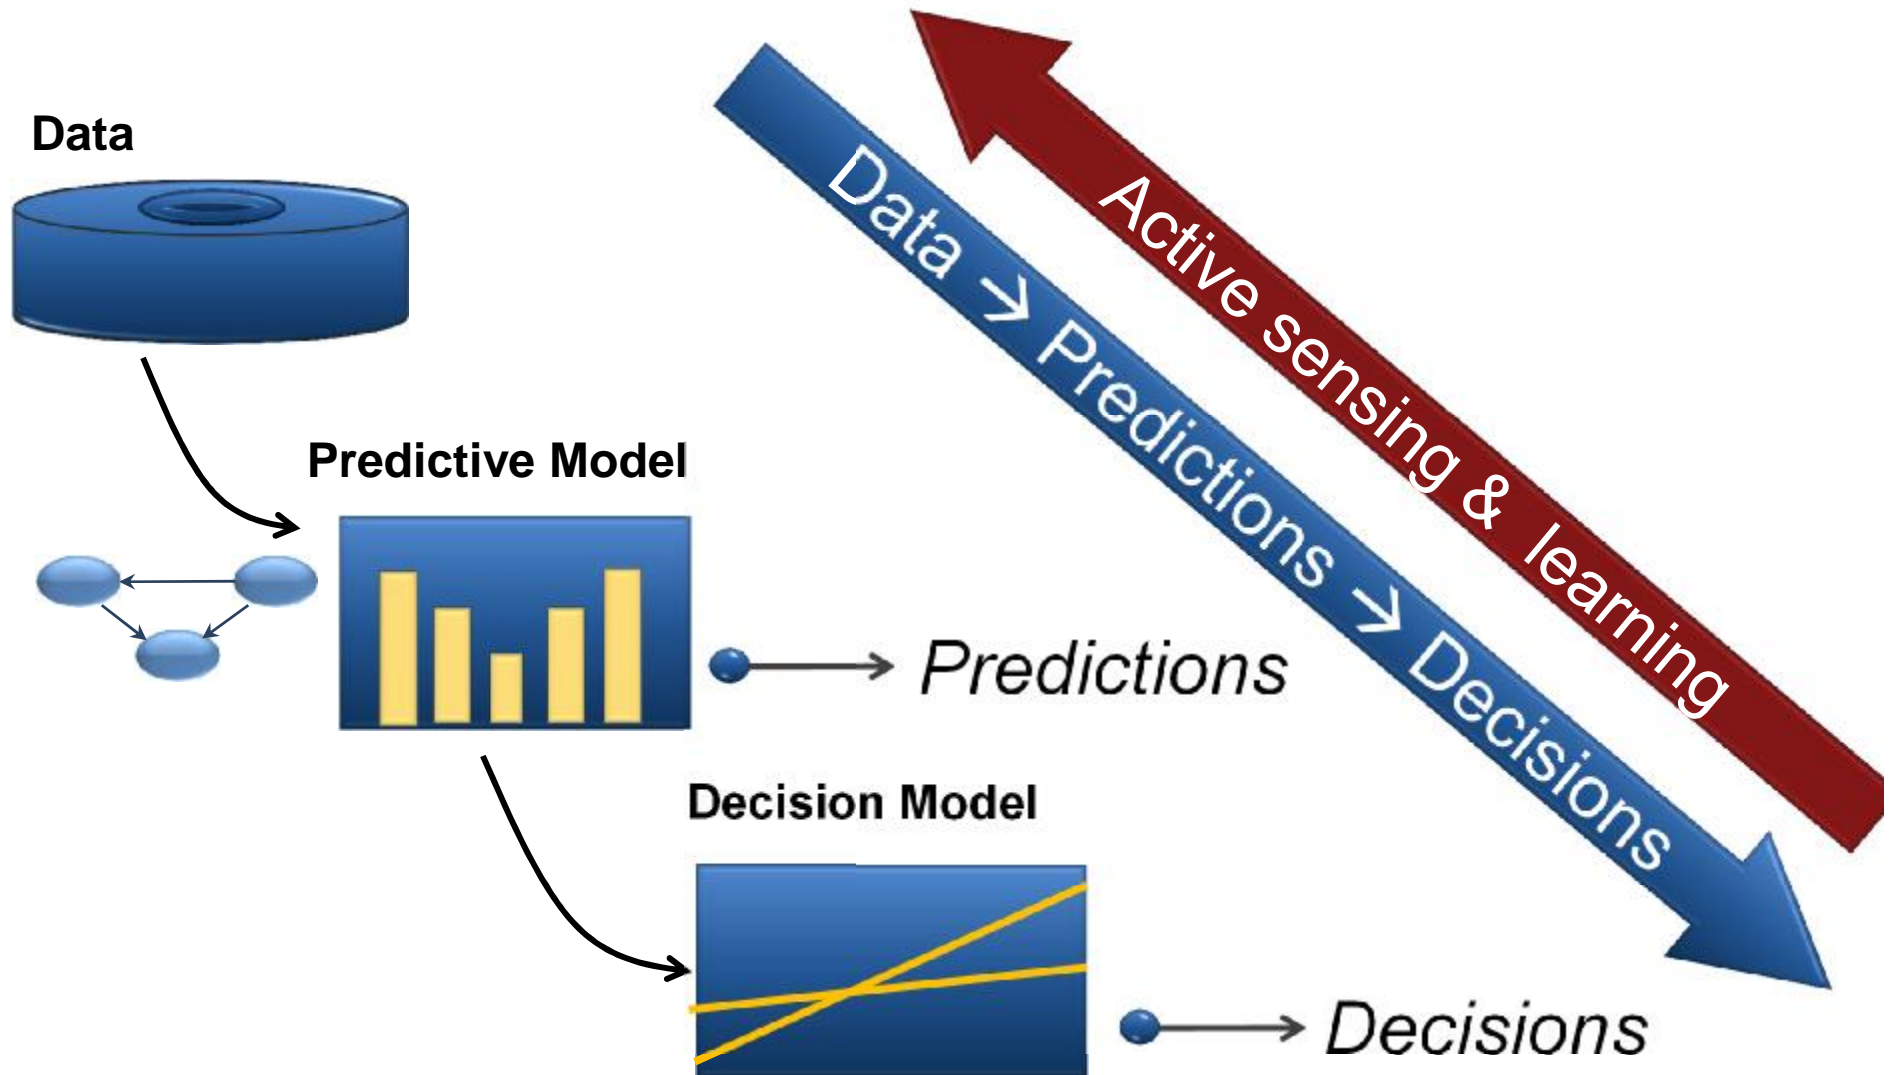 Data
Predictive Model
Predictions
Decision Model
Decisions
Data → Predictions → Decisions
Active sensing & learning